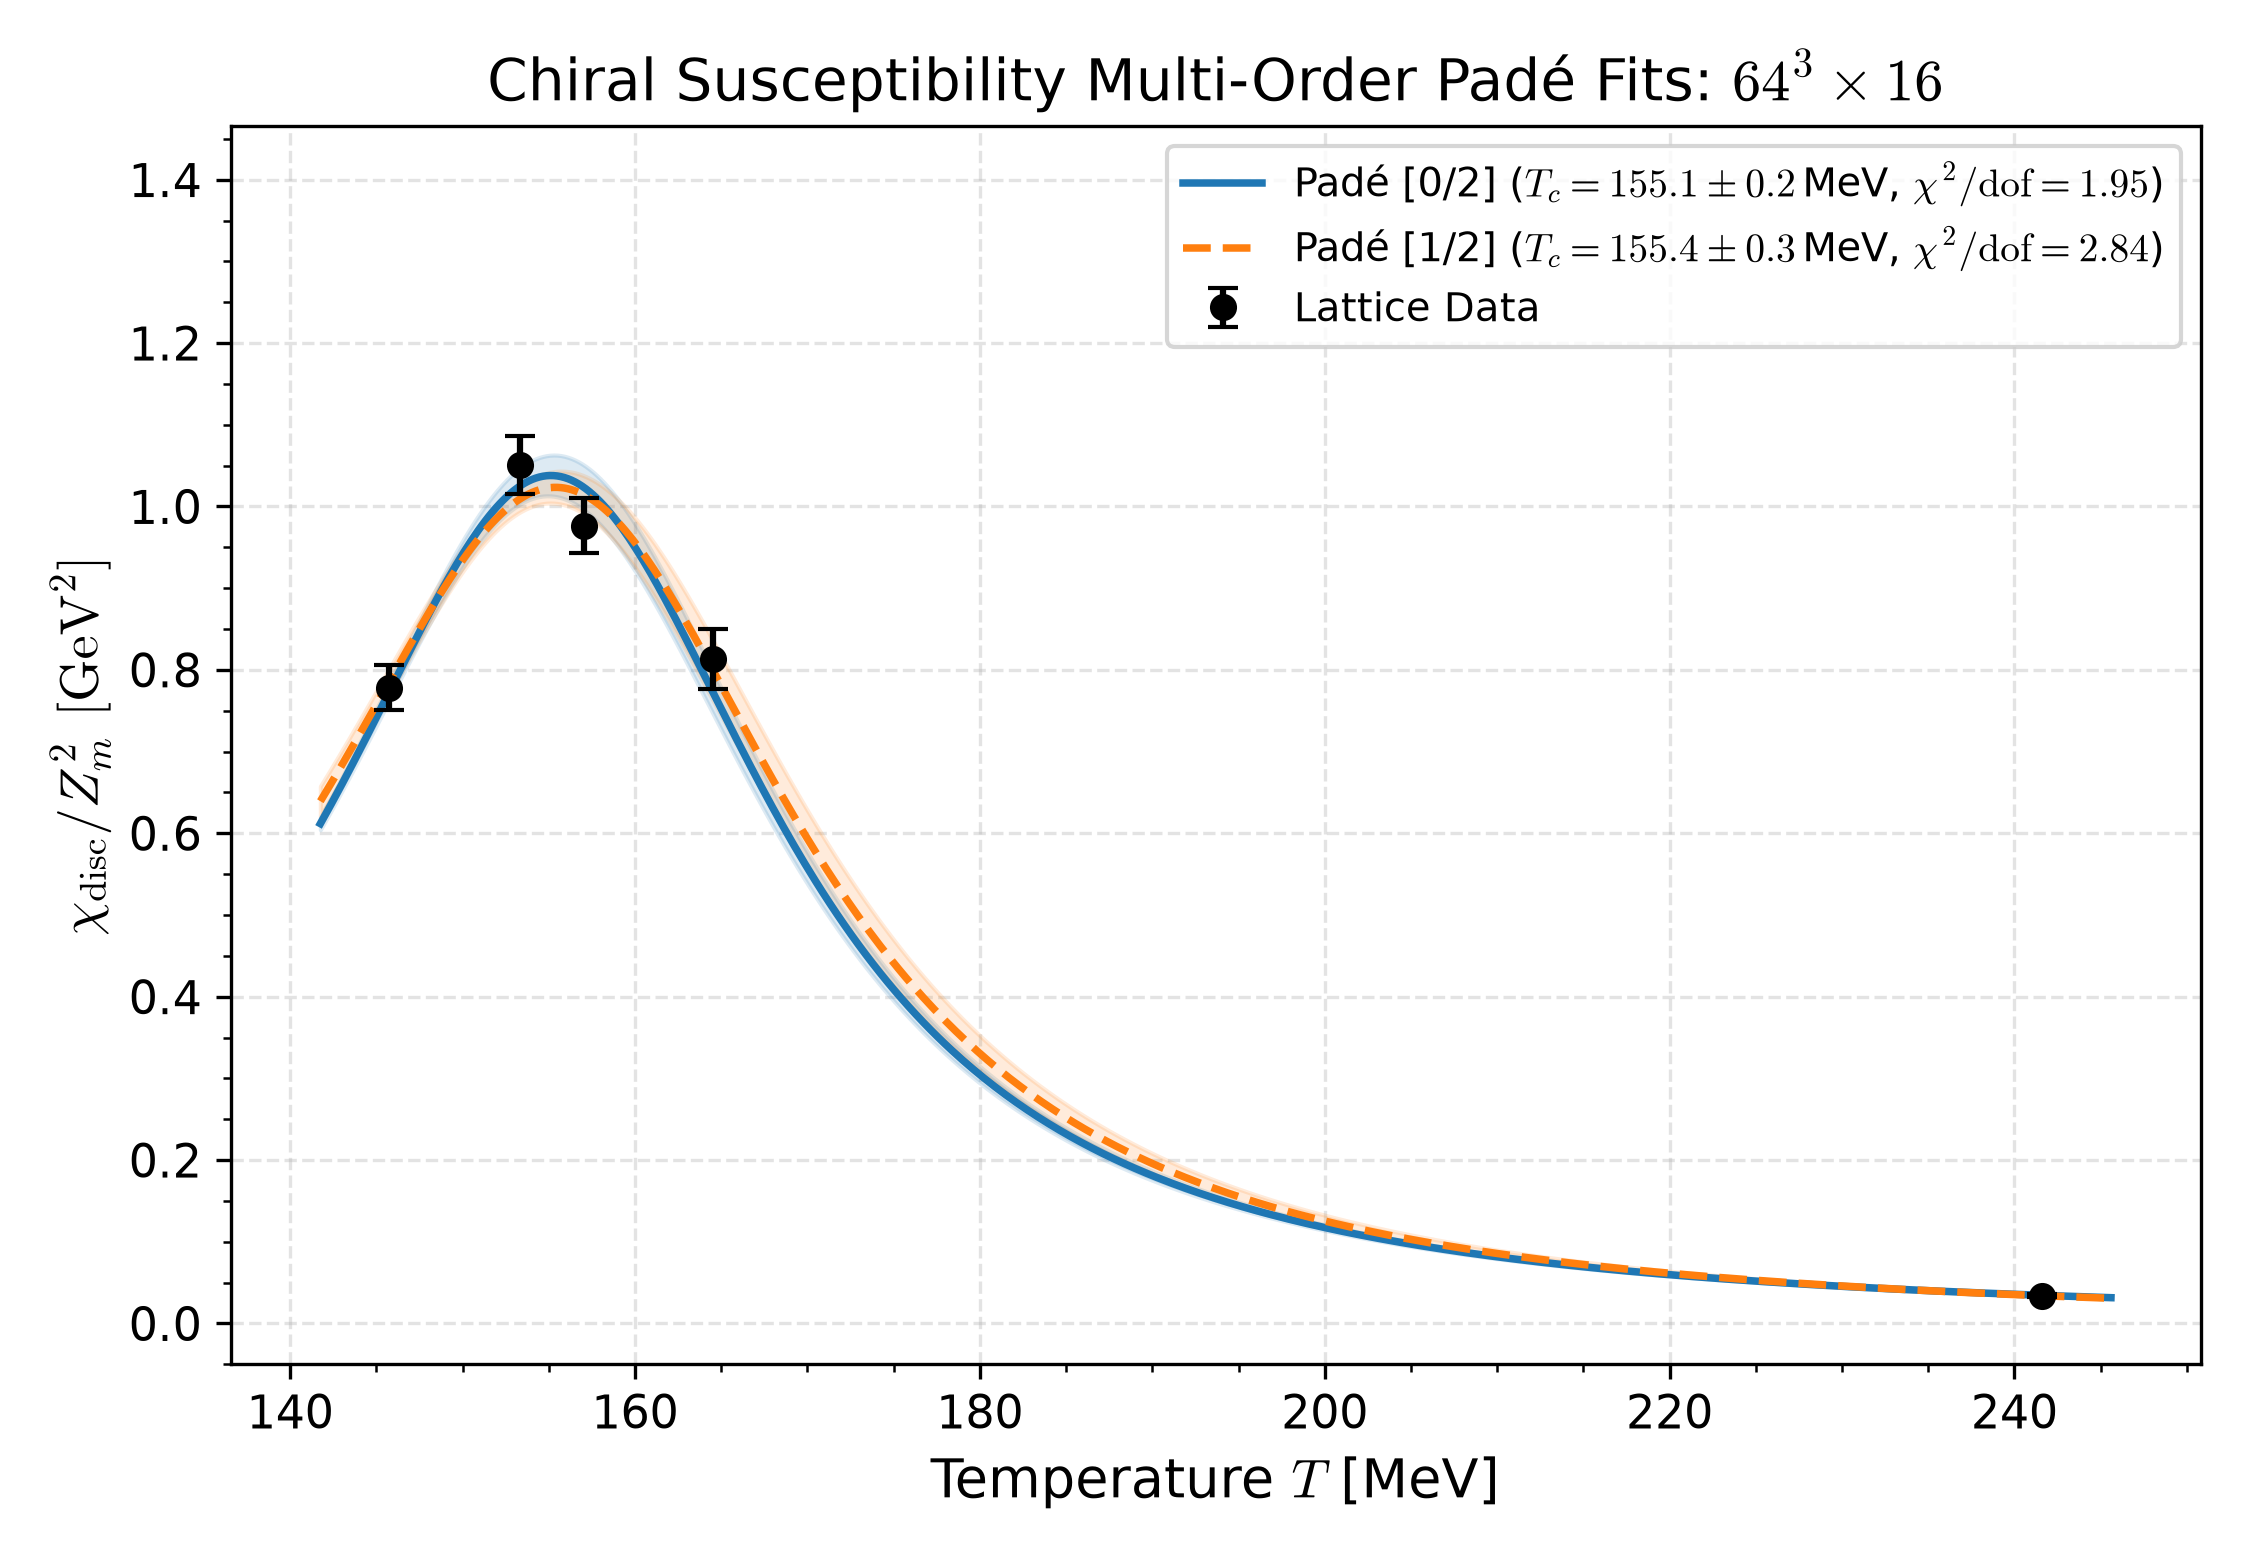 Chiral Susceptibility Multi-Order Padé Fits: 64³ × 16
Padé [0/2] (T_c = 155.1 ± 0.2 MeV, χ²/dof = 1.95)
Padé [1/2] (T_c = 155.4 ± 0.3 MeV, χ²/dof = 2.84)
Lattice Data
χ_disc/Z_m² [GeV²]
1.4
1.2
1.0
0.8
0.6
0.4
0.2
0.0
140 160 180 200 220 240
Temperature T [MeV]